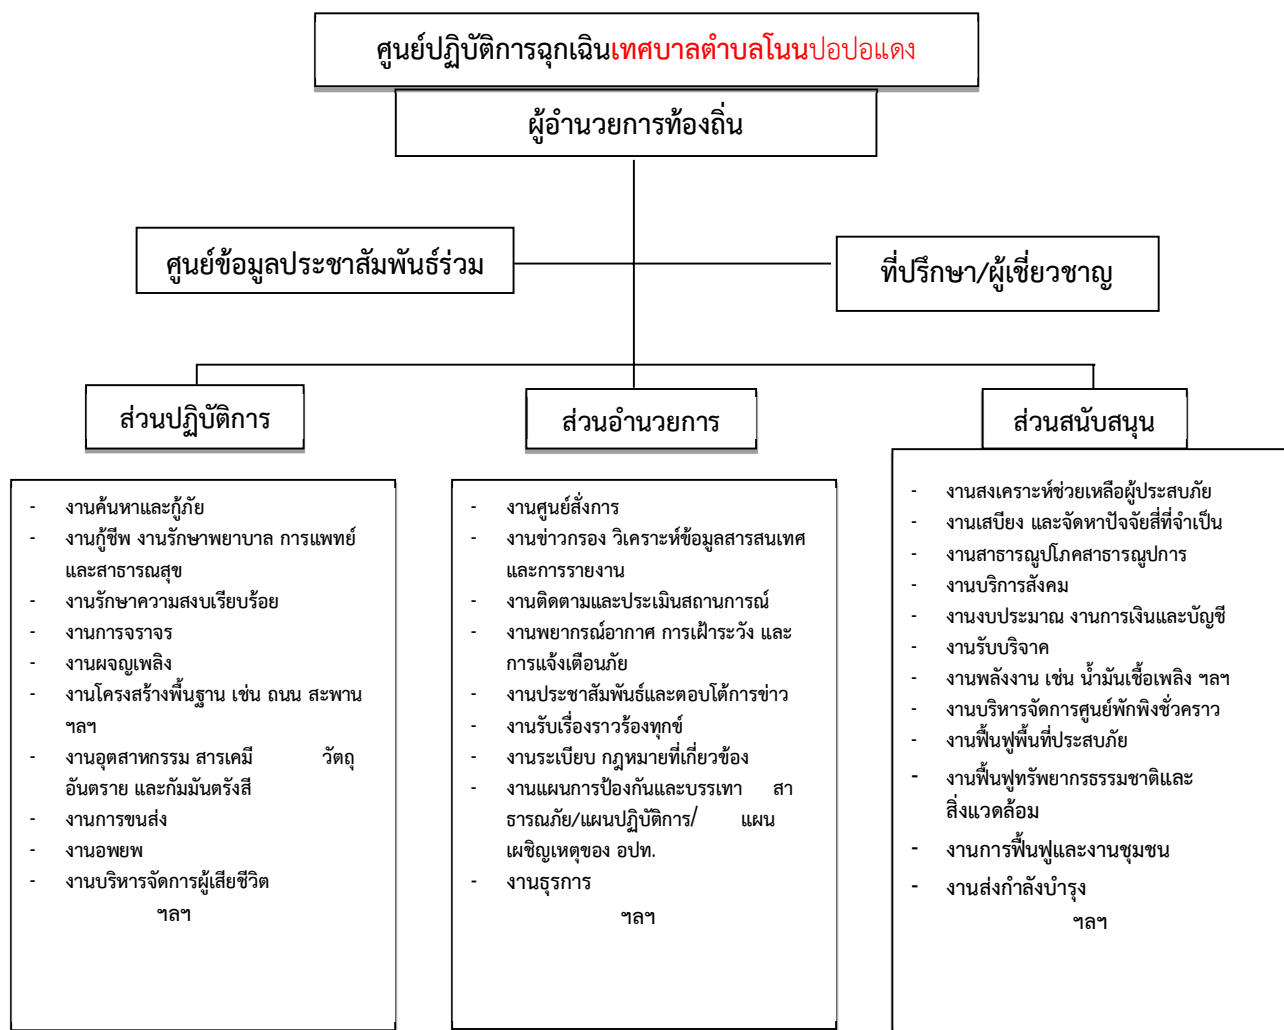 ศูนย์ปฏิบัติการฉุกเฉินเทศบาลตำบลโนนปอปอแดง
ผู้อำนวยการท้องถิ่น
ศูนย์ข้อมูลประชาสัมพันธ์ร่วม
ที่ปรึกษา/ผู้เชี่ยวชาญ
ส่วนปฏิบัติการ
- งานค้นหาและกู้ภัย
- งานกู้ชีพ งานรักษาพยาบาล การแพทย์
และสาธารณสุข
- งานรักษาความสงบเรียบร้อย
- งานการจราจร
- งานผจญเพลิง
- งานโครงสร้างพื้นฐาน เช่น ถนน สะพาน
ฯลฯ
- งานอุตสาหกรรม สารเคมี วัตถุ
อันตราย และกัมมันตรังสี
- งานการขนส่ง
- งานอพยพ
- งานบริหารจัดการผู้เสียชีวิต
ฯลฯ
ส่วนอำนวยการ
- งานศูนย์สั่งการ
- งานข่าวกรอง วิเคราะห์ข้อมูลสารสนเทศ
และการรายงาน
- งานติดตามและประเมินสถานการณ์
- งานพยากรณ์อากาศ การเฝ้าระวัง และ
การแจ้งเตือนภัย
- งานประชาสัมพันธ์และตอบโต้การข่าว
- งานรับเรื่องราวร้องทุกข์
- งานระเบียบ กฎหมายที่เกี่ยวข้อง
- งานแผนการป้องกันและบรรเทา สา
ธารณภัย/แผนปฏิบัติการ/ แผน
เผชิญเหตุของ อปท.
- งานธุรการ
ฯลฯ
ส่วนสนับสนุน
- งานสงเคราะห์ช่วยเหลือผู้ประสบภัย
- งานเสบียง และจัดหาปัจจัยสี่ที่จำเป็น
- งานสาธารณูปโภคสาธารณูปการ
- งานบริการสังคม
- งานงบประมาณ งานการเงินและบัญชี
- งานรับบริจาค
- งานพลังงาน เช่น น้ำมันเชื้อเพลิง ฯลฯ
- งานบริหารจัดการศูนย์พักพิงชั่วคราว
- งานฟื้นฟูพื้นที่ประสบภัย
- งานฟื้นฟูทรัพยากรธรรมชาติและ
สิ่งแวดล้อม
- งานการฟื้นฟูและงานชุมชน
- งานส่งกำลังบำรุง
ฯลฯ